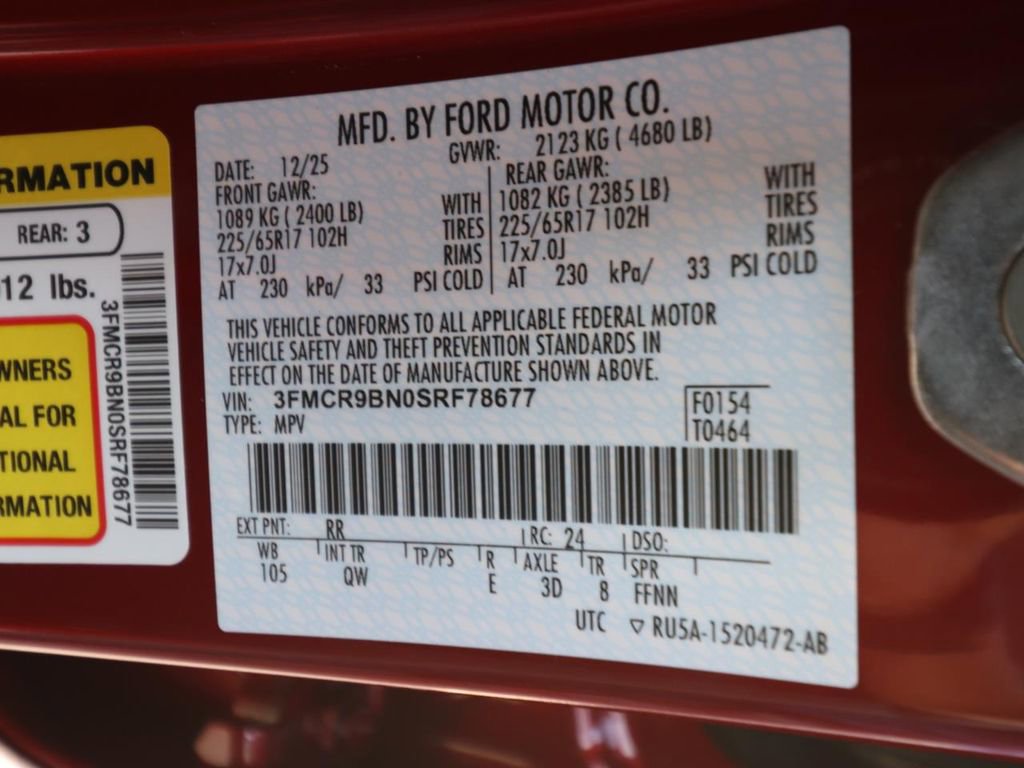 RMATION
REAR: 3
12 lbs.
3FMCR9BN0SRF78677
WNERS
AL FOR
TIONAL
RMATION
MFD. BY FORD MOTOR CO.
DATE: 12/25 GVWR: 2123 KG ( 4680 LB)
FRONT GAWR: REAR GAWR:
1089 KG ( 2400 LB) WITH 1082 KG ( 2385 LB) WITH
225/65R17 102H TIRES 225/65R17 102H TIRES
17x7.0J RIMS 17x7.0J RIMS
AT 230 kPa/ 33 PSI COLD AT 230 kPa/ 33 PSI COLD
THIS VEHICLE CONFORMS TO ALL APPLICABLE FEDERAL MOTOR
VEHICLE SAFETY AND THEFT PREVENTION STANDARDS IN
EFFECT ON THE DATE OF MANUFACTURE SHOWN ABOVE.
VIN: 3FMCR9BN0SRF78677 F0154
TYPE: MPV T0464
EXT PNT: RR RC: 24 DSO:
WB INT TR TP/PS R AXLE TR SPR
105 QW E 3D 8 FFNN
UTC ▽ RU5A-1520472-AB